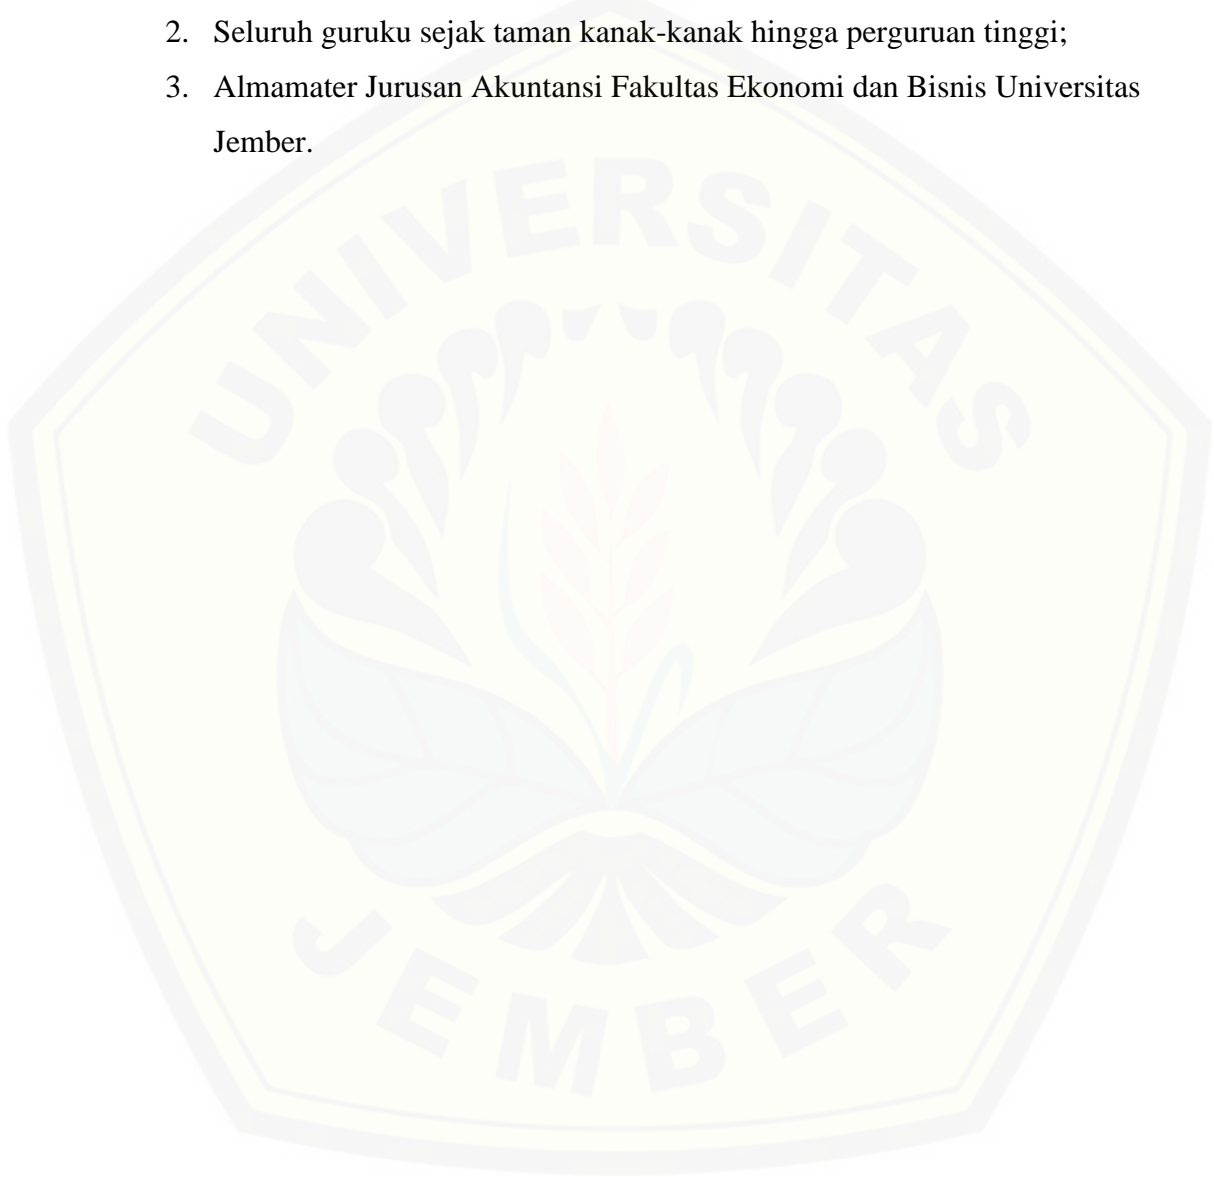 2. Seluruh guruku sejak taman kanak-kanak hingga perguruan tinggi;
3. Almamater Jurusan Akuntansi Fakultas Ekonomi dan Bisnis Universitas
Jember.
UNIVERSITAS
JEMBER